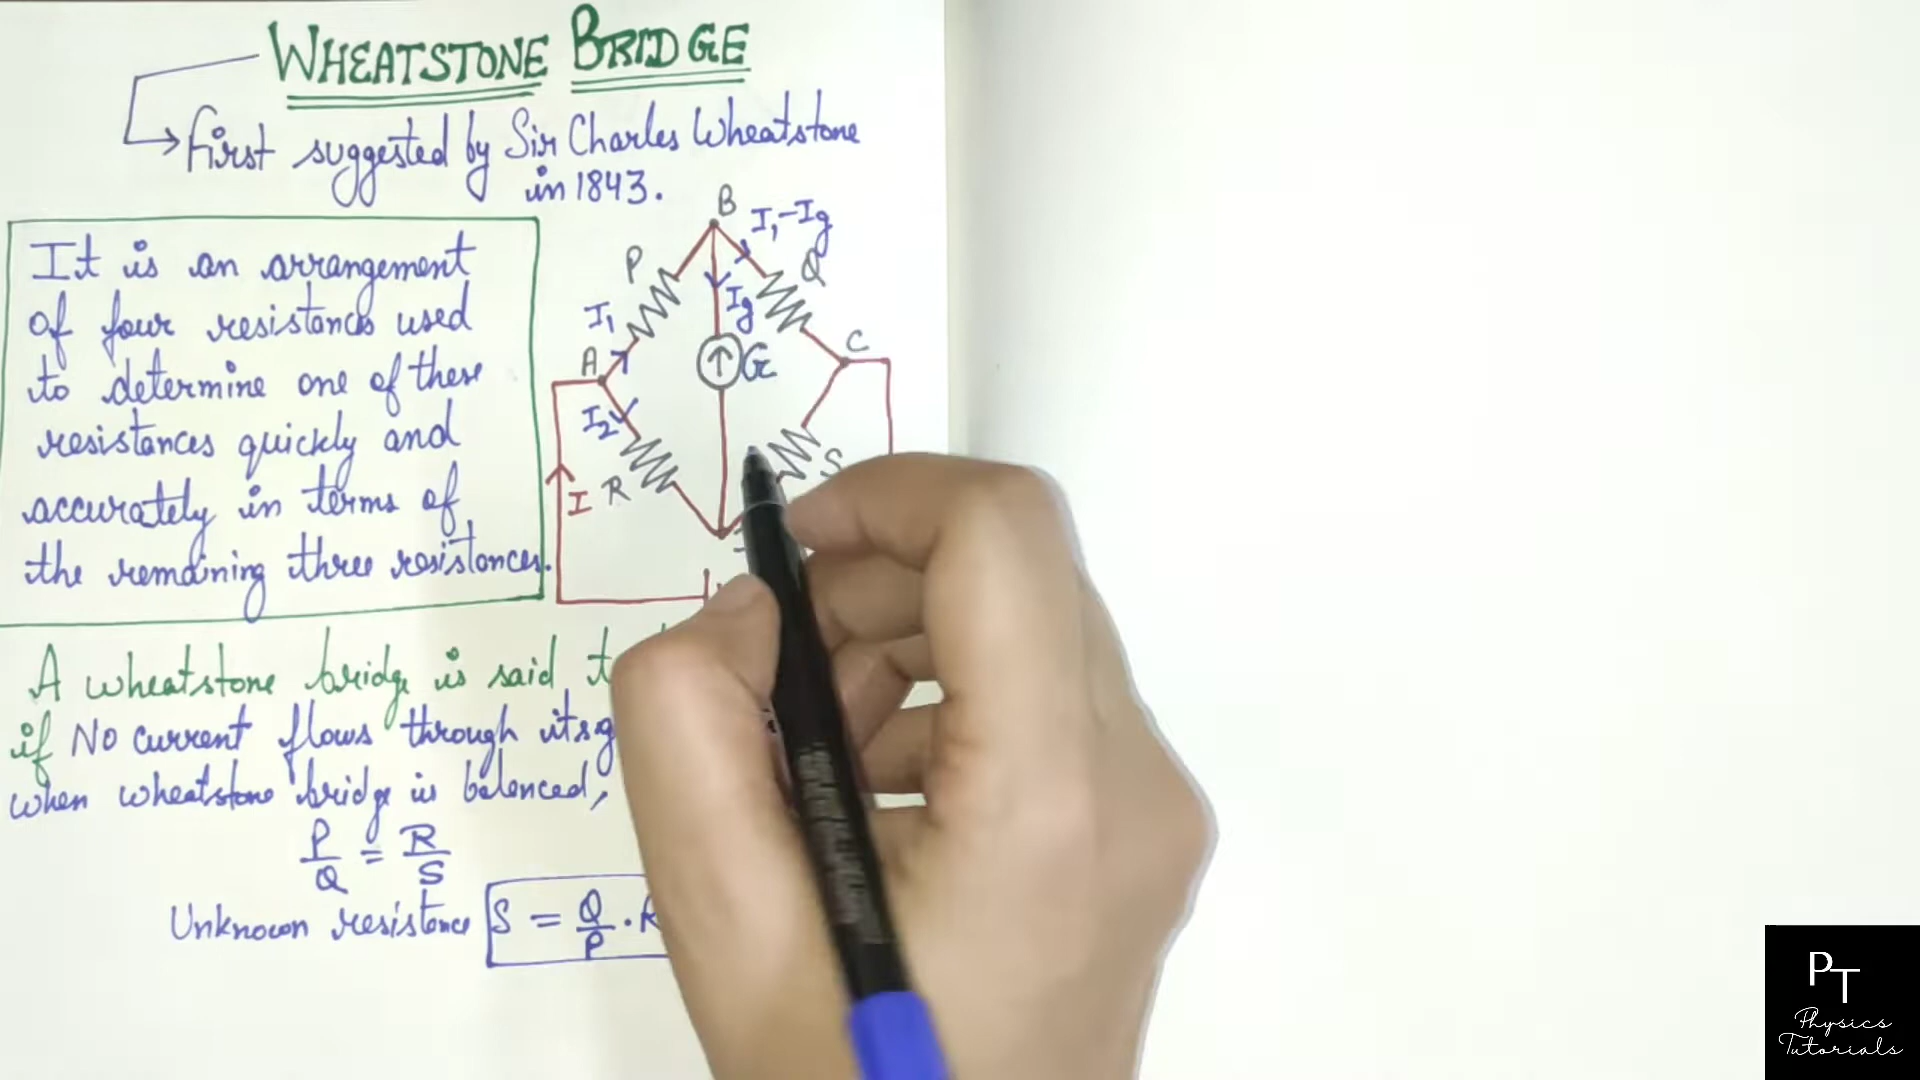 WHEATSTONE BRIDGE
first suggested by Sir Charles Wheatstone
in 1843.
It is an arrangement
of four resistances used
to determine one of these
resistances quickly and
accurately in terms of
the remaining three resistances.
B
I₁-Ig
P
Q
I₁
Ig
A
G
C
I₂
S
I
R
A wheatstone bridge is said
if No current flows through its
when wheatstone bridge is balenced,
P/Q = R/S
Unknown resistance S = Q/P · R
PT
Physics
Tutorials